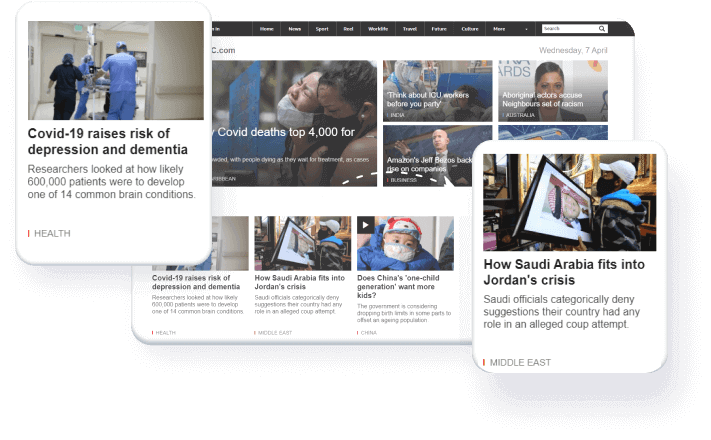 n in
Home
News
Sport
Reel
Worklife
Travel
Future
Culture
More
Search
C.com
Wednesday, 7 April
Covid-19 raises risk of
depression and dementia
Researchers looked at how likely
600,000 patients were to develop
one of 14 common brain conditions.
HEALTH
y Covid deaths top 4,000 for
wded, with people dying as they wait for treatment, as cases
RIBBEAN
'Think about ICU workers
before you party'
INDIA
ARDS
Aboriginal actors accuse
Neighbours set of racism
AUSTRALIA
Amazon's Jeff Bezos back
rise on companies
BUSINESS
Covid-19 raises risk of
depression and dementia
Researchers looked at how likely
600,000 patients were to develop
one of 14 common brain conditions.
HEALTH
How Saudi Arabia fits into
Jordan's crisis
Saudi officials categorically deny
suggestions their country had any
role in an alleged coup attempt.
MIDDLE EAST
Does China's 'one-child
generation' want more
kids?
The government is considering
dropping birth limits in some parts to
offset an ageing population
CHINA
How Saudi Arabia fits into
Jordan's crisis
Saudi officials categorically deny
suggestions their country had any
role in an alleged coup attempt.
MIDDLE EAST